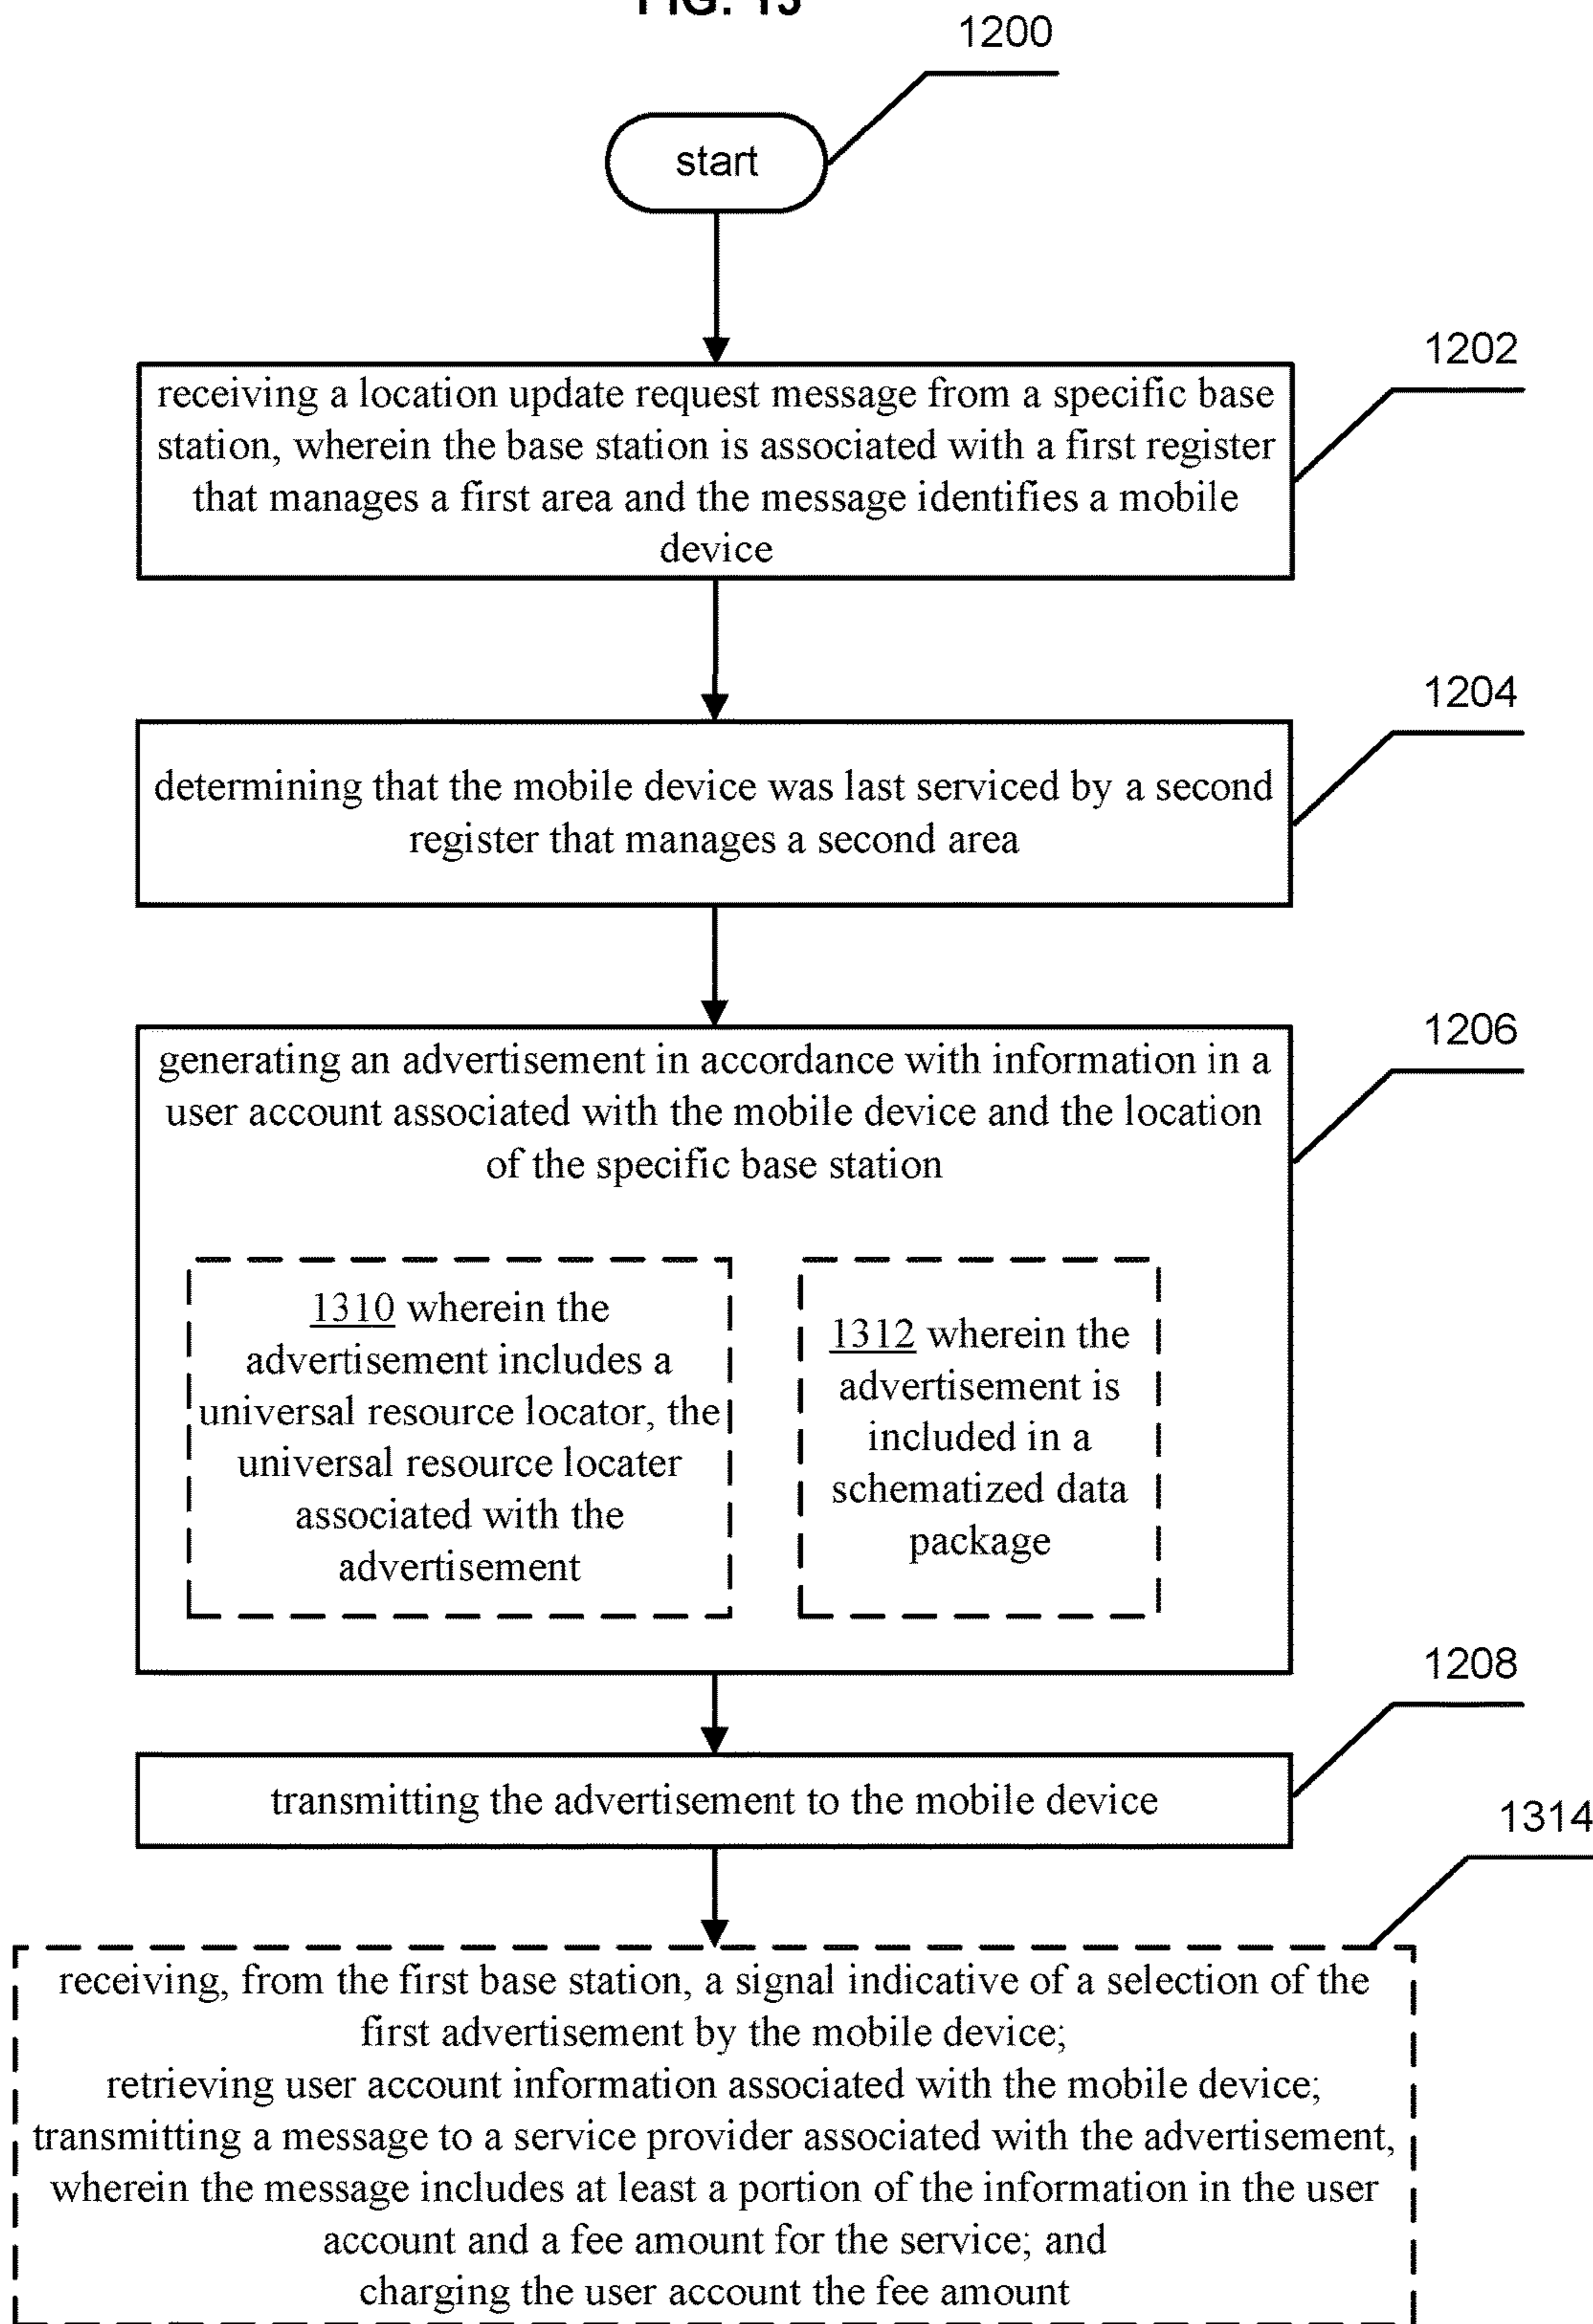 FIG. 13
1200
start
1202
receiving a location update request message from a specific base
station, wherein the base station is associated with a first register
that manages a first area and the message identifies a mobile
device
1204
determining that the mobile device was last serviced by a second
register that manages a second area
1206
generating an advertisement in accordance with information in a
user account associated with the mobile device and the location
of the specific base station
1310 wherein the
advertisement includes a
universal resource locator, the
universal resource locater
associated with the
advertisement
1312 wherein the
advertisement is
included in a
schematized data
package
1208
transmitting the advertisement to the mobile device
1314
receiving, from the first base station, a signal indicative of a selection of the
first advertisement by the mobile device;
retrieving user account information associated with the mobile device;
transmitting a message to a service provider associated with the advertisement,
wherein the message includes at least a portion of the information in the user
account and a fee amount for the service; and
charging the user account the fee amount